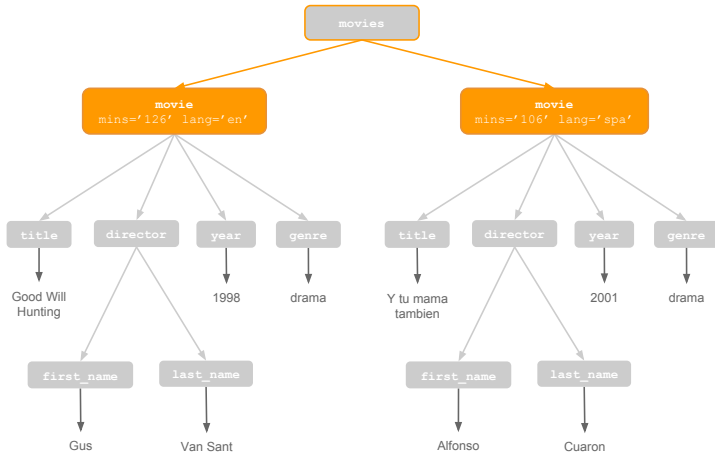 movies
movie
mins='126' lang='en'
movie
mins='106' lang='spa'
title
director
year
genre
title
director
year
genre
Good Will
Hunting
1998
drama
Y tu mama
tambien
2001
drama
first_name
last_name
first_name
last_name
Gus
Van Sant
Alfonso
Cuaron